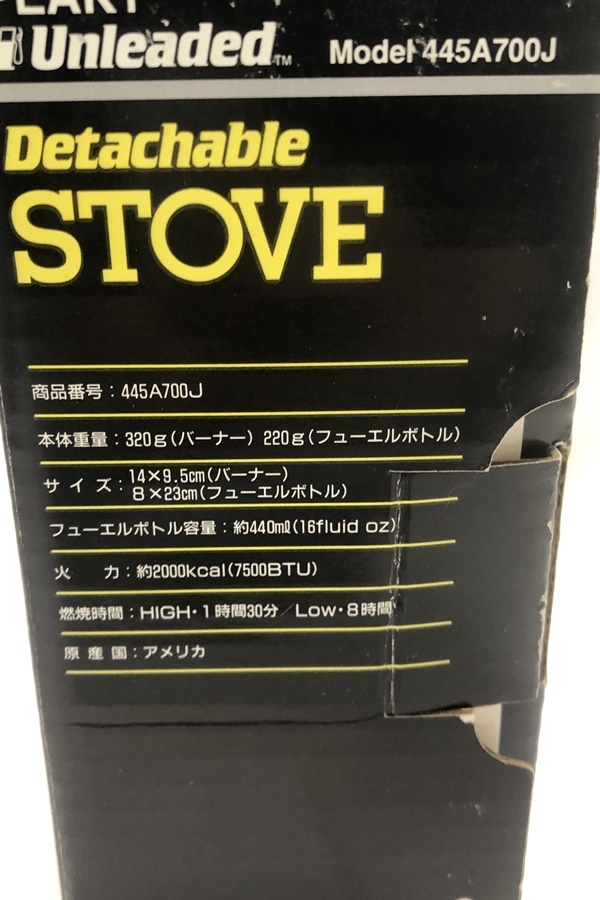 Unleaded™ Model 445A700J
Detachable
STOVE
商品番号：445A700J
本体重量：320g（バーナー） 220g（フューエルボトル）
サイズ：14×9.5cm（バーナー）
8×23cm（フューエルボトル）
フューエルボトル容量：約440mℓ（16fluid oz）
火　　力：約2000kcal（7500BTU）
燃焼時間：HIGH・1時間30分／Low・8時間
原産国：アメリカ